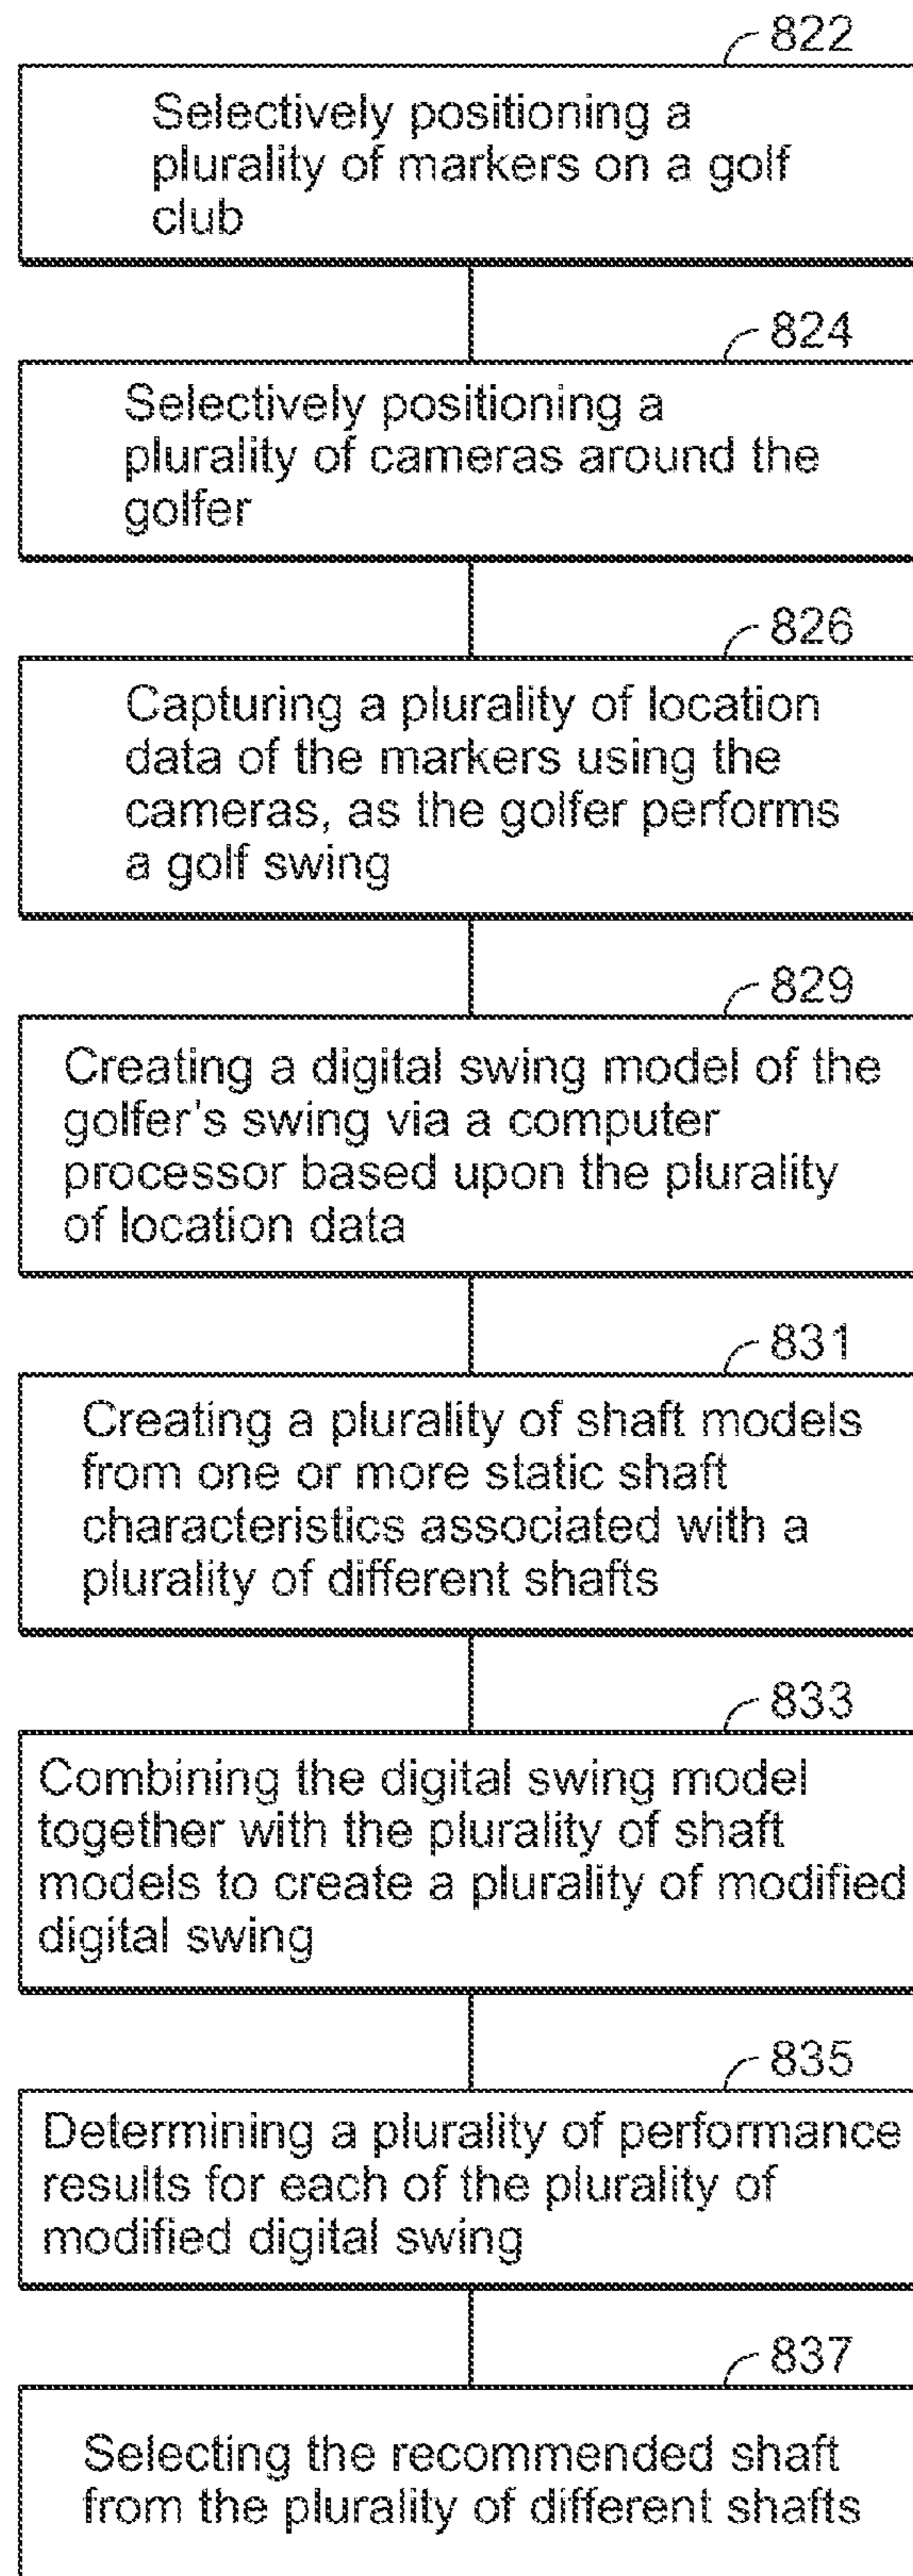 822
Selectively positioning a
plurality of markers on a golf
club
824
Selectively positioning a
plurality of cameras around the
golfer
826
Capturing a plurality of location
data of the markers using the
cameras, as the golfer performs
a golf swing
829
Creating a digital swing model of the
golfer's swing via a computer
processor based upon the plurality
of location data
831
Creating a plurality of shaft models
from one or more static shaft
characteristics associated with a
plurality of different shafts
833
Combining the digital swing model
together with the plurality of shaft
models to create a plurality of modified
digital swing
835
Determining a plurality of performance
results for each of the plurality of
modified digital swing
837
Selecting the recommended shaft
from the plurality of different shafts